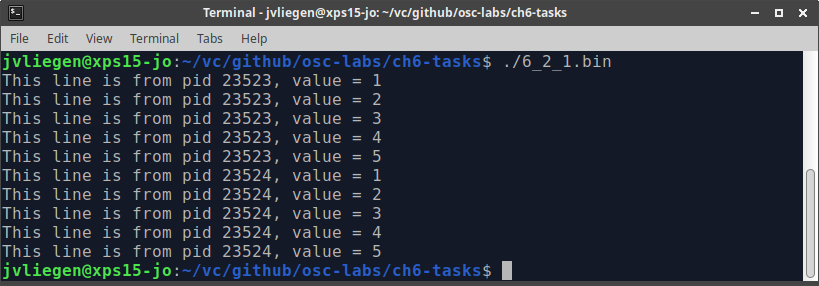 Terminal - jvliegen@xps15-jo: ~/vc/github/osc-labs/ch6-tasks
File Edit View Terminal Tabs Help
jvliegen@xps15-jo:~/vc/github/osc-labs/ch6-tasks$ ./6_2_1.bin
This line is from pid 23523, value = 1
This line is from pid 23523, value = 2
This line is from pid 23523, value = 3
This line is from pid 23523, value = 4
This line is from pid 23523, value = 5
This line is from pid 23524, value = 1
This line is from pid 23524, value = 2
This line is from pid 23524, value = 3
This line is from pid 23524, value = 4
This line is from pid 23524, value = 5
jvliegen@xps15-jo:~/vc/github/osc-labs/ch6-tasks$